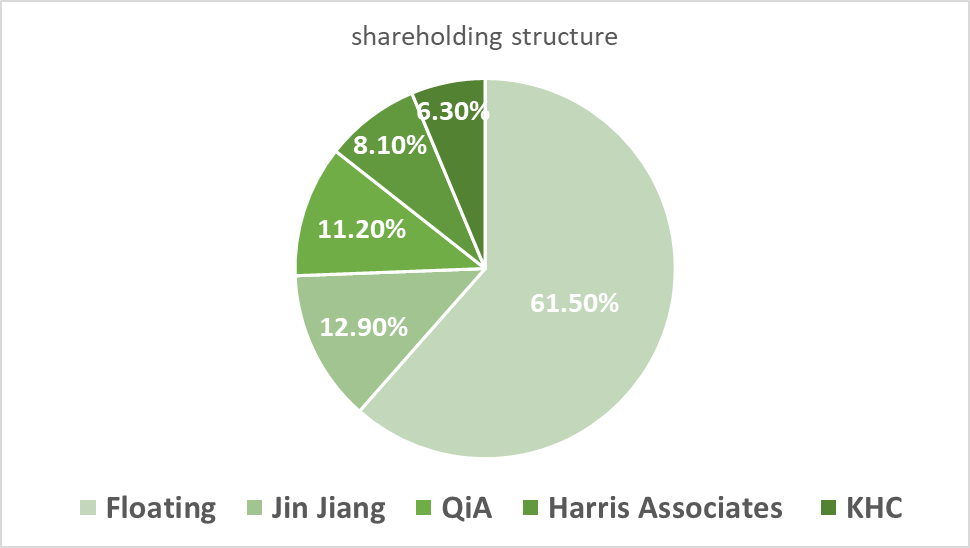 shareholding structure
6.30%
8.10%
11.20%
61.50%
12.90%
Floating Jin Jiang QiA Harris Associates KHC